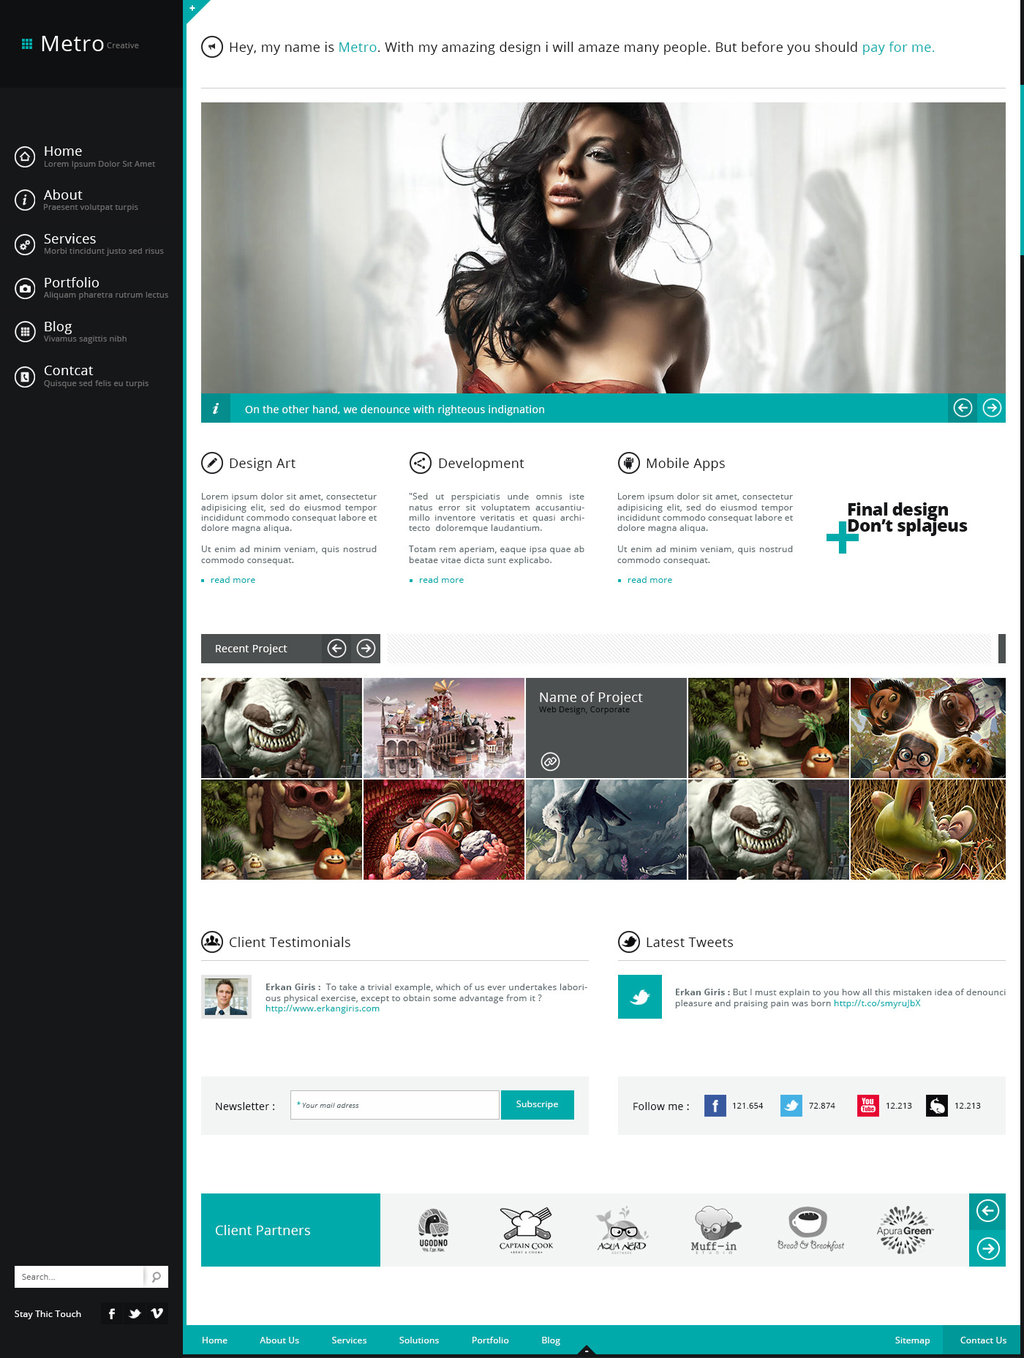 Metro Creative
Home
Lorem Ipsum Dolor Sit Amet
About
Praesent volutpat turpis
Services
Morbi tincidunt justo sed risus
Portfolio
Aliquam pharetra rutrum lectus
Blog
Vivamus sagittis nibh
Contcat
Quisque sed felis eu turpis
Search...
Stay Thic Touch
Hey, my name is Metro. With my amazing design i will amaze many people. But before you should pay for me.
On the other hand, we denounce with righteous indignation
Design Art
Lorem ipsum dolor sit amet, consectetur
adipisicing elit, sed do eiusmod tempor
incididunt commodo consequat labore et
dolore magna aliqua.
Ut enim ad minim veniam, quis nostrud
commodo consequat.
read more
Development
"Sed ut perspiciatis unde omnis iste
natus error sit voluptatem accusantiu-
millo inventore veritatis et quasi archi-
tecto doloremque laudantium.
Totam rem aperiam, eaque ipsa quae ab
beatae vitae dicta sunt explicabo.
read more
Mobile Apps
Lorem ipsum dolor sit amet, consectetur
adipisicing elit, sed do eiusmod tempor
incididunt commodo consequat labore et
dolore magna aliqua.
Ut enim ad minim veniam, quis nostrud
commodo consequat.
read more
Final design
Don't splajeus
Recent Project
Name of Project
Web Design, Corporate
Client Testimonials
Erkan Giris : To take a trivial example, which of us ever undertakes labori-
ous physical exercise, except to obtain some advantage from it ?
http://www.erkangiris.com
Latest Tweets
Erkan Giris : But I must explain to you how all this mistaken idea of denounci
pleasure and praising pain was born http://t.co/smyruJbX
Newsletter :
* Your mail adress
Subscripe
Follow me :
121.654
72.874
You
Tube
12.213
12.213
Client Partners
UGODNO
CAPTAIN COOK
AQUA NERD
Muff-in
STUDIO
Bread & Breakfast
ApuraGreen
Home
About Us
Services
Solutions
Portfolio
Blog
Sitemap
Contact Us